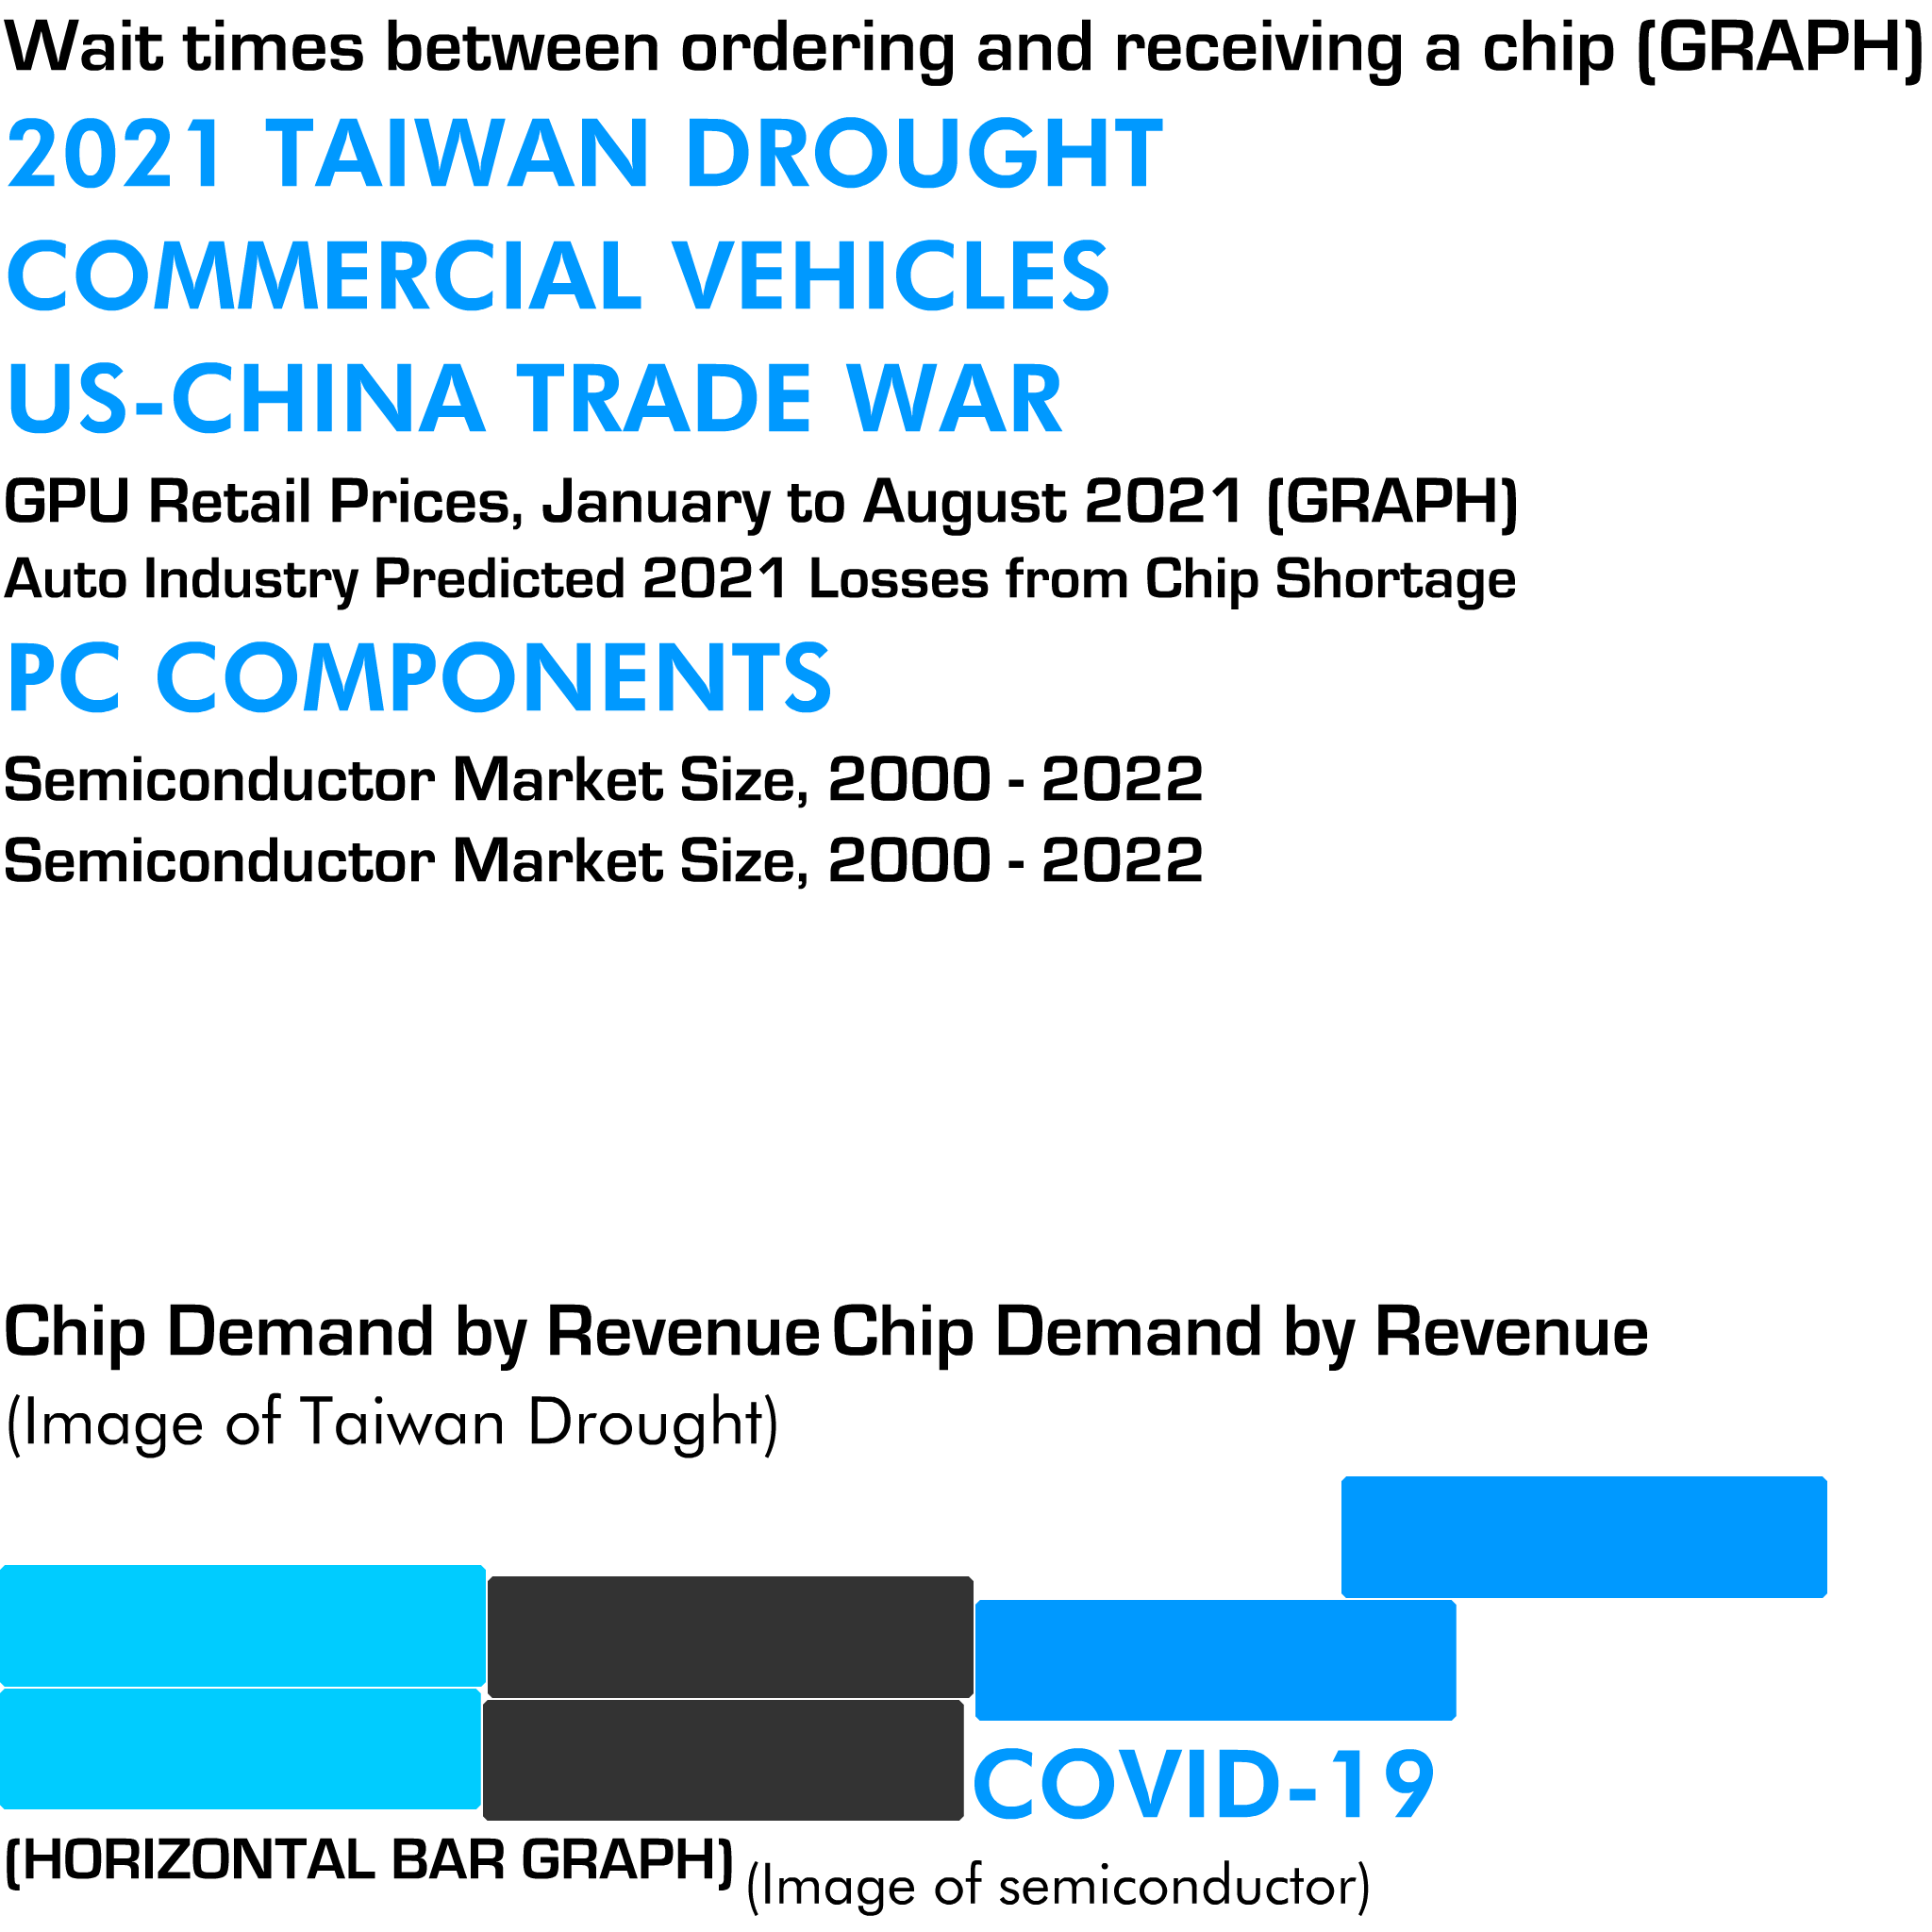 Wait times between ordering and receiving a chip (GRAPH)
2021 TAIWAN DROUGHT
COMMERCIAL VEHICLES
US-CHINA TRADE WAR
GPU Retail Prices, January to August 2021 (GRAPH)
Auto Industry Predicted 2021 Losses from Chip Shortage
PC COMPONENTS
Semiconductor Market Size, 2000 - 2022
Semiconductor Market Size, 2000 - 2022
Chip Demand by Revenue Chip Demand by Revenue
(Image of Taiwan Drought)
COVID-19
(HORIZONTAL BAR GRAPH)
(Image of semiconductor)